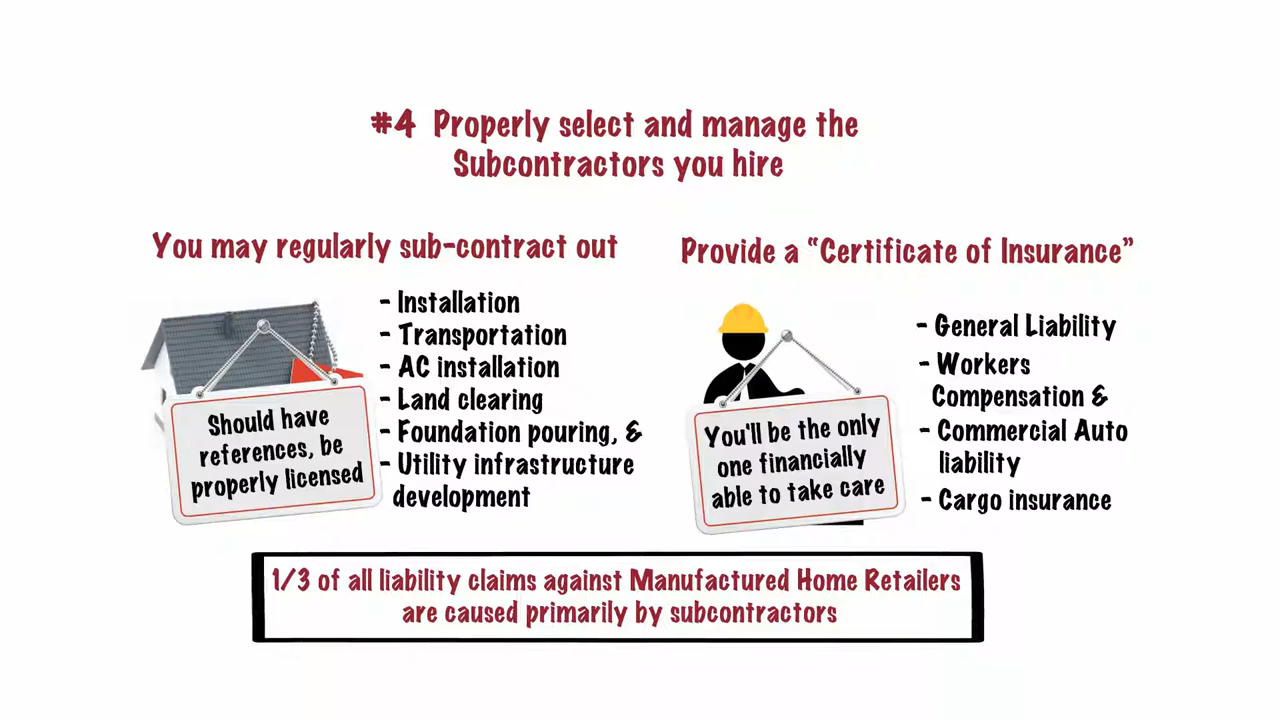 #4 Properly select and manage the
Subcontractors you hire
You may regularly sub-contract out
Should have
references, be
properly licensed
- Installation
- Transportation
- AC installation
- Land clearing
- Foundation pouring, &
- Utility infrastructure
development
Provide a “Certificate of Insurance”
You'll be the only
one financially
able to take care
- General Liability
- Workers
Compensation &
- Commercial Auto
liability
- Cargo insurance
1/3 of all liability claims against Manufactured Home Retailers
are caused primarily by subcontractors